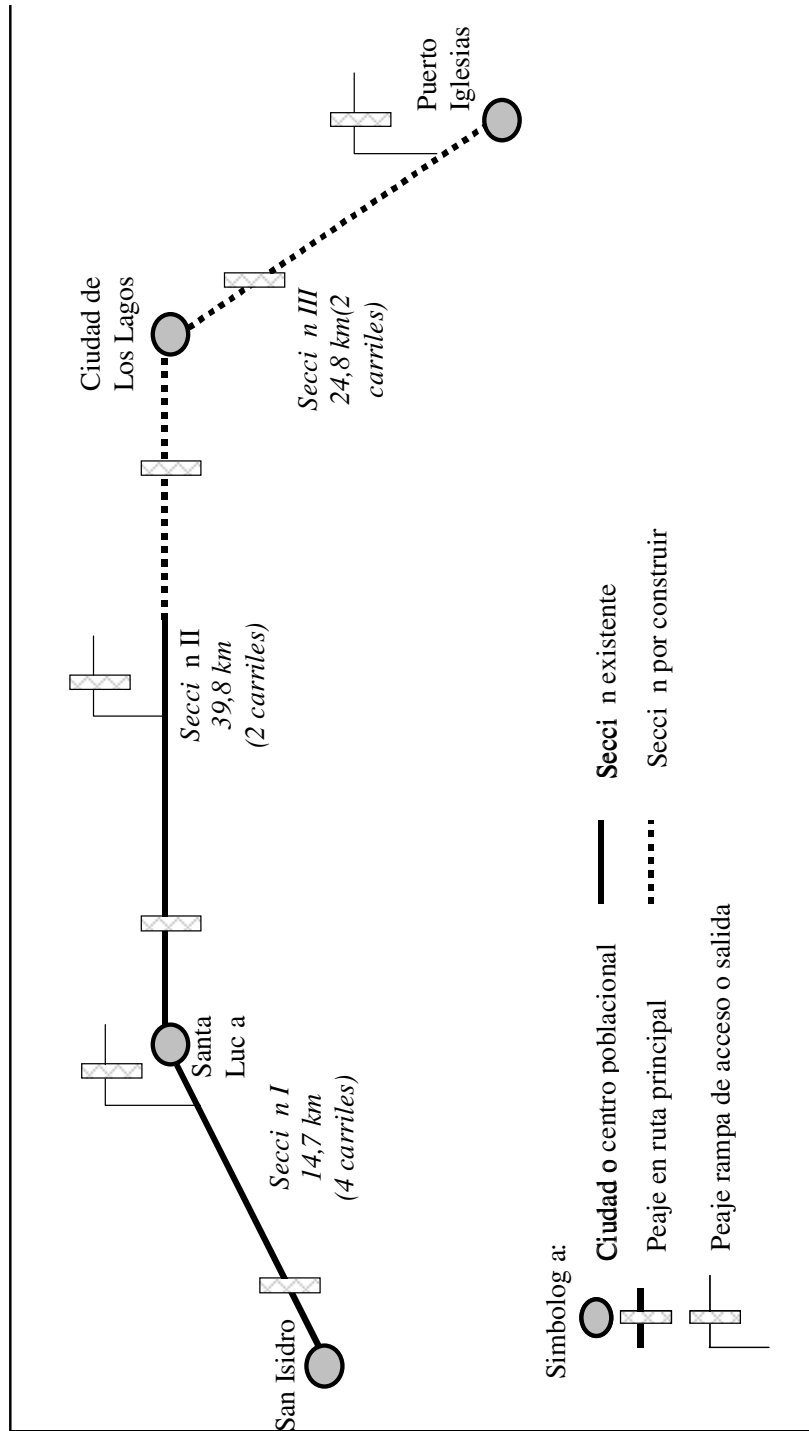 San Isidro
Secci n I
14,7 km
(4 carriles)
Santa
Luc a
Secci n II
39,8 km
(2 carriles)
Ciudad de
Los Lagos
Secci n III
24,8 km(2
carriles)
Puerto
Iglesias
Simbolog a:
Ciudad o centro poblacional
Peaje en ruta principal
Peaje rampa de acceso o salida
Secci n existente
Secci n por construir